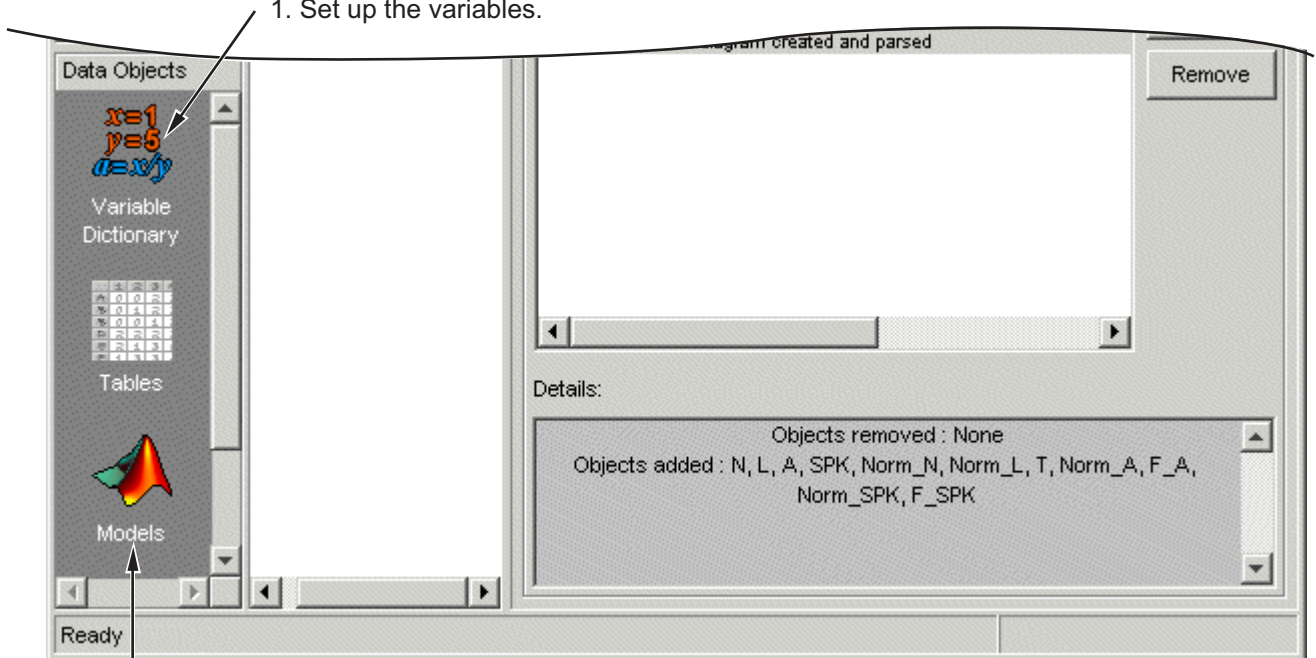 1. Set up the variables.
created and parsed
Data Objects
Remove
x=1
y=5
a=x/y
Variable
Dictionary
Tables
Details:
Objects removed : None
Objects added : N, L, A, SPK, Norm_N, Norm_L, T, Norm_A, F_A,
Norm_SPK, F_SPK
Models
Ready